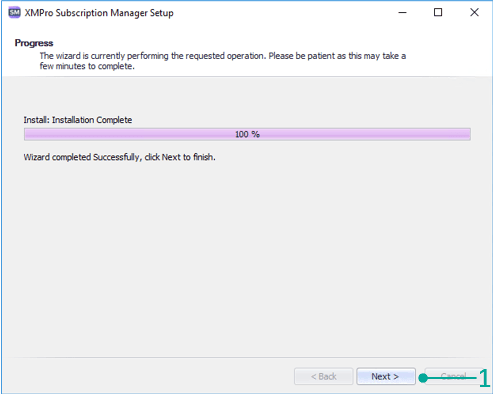 SM XMPro Subscription Manager Setup
Progress
The wizard is currently performing the requested operation. Please be patient as this may take a
few minutes to complete.
Install: Installation Complete
100 %
Wizard completed Successfully, click Next to finish.
< Back Next > Cancel 1